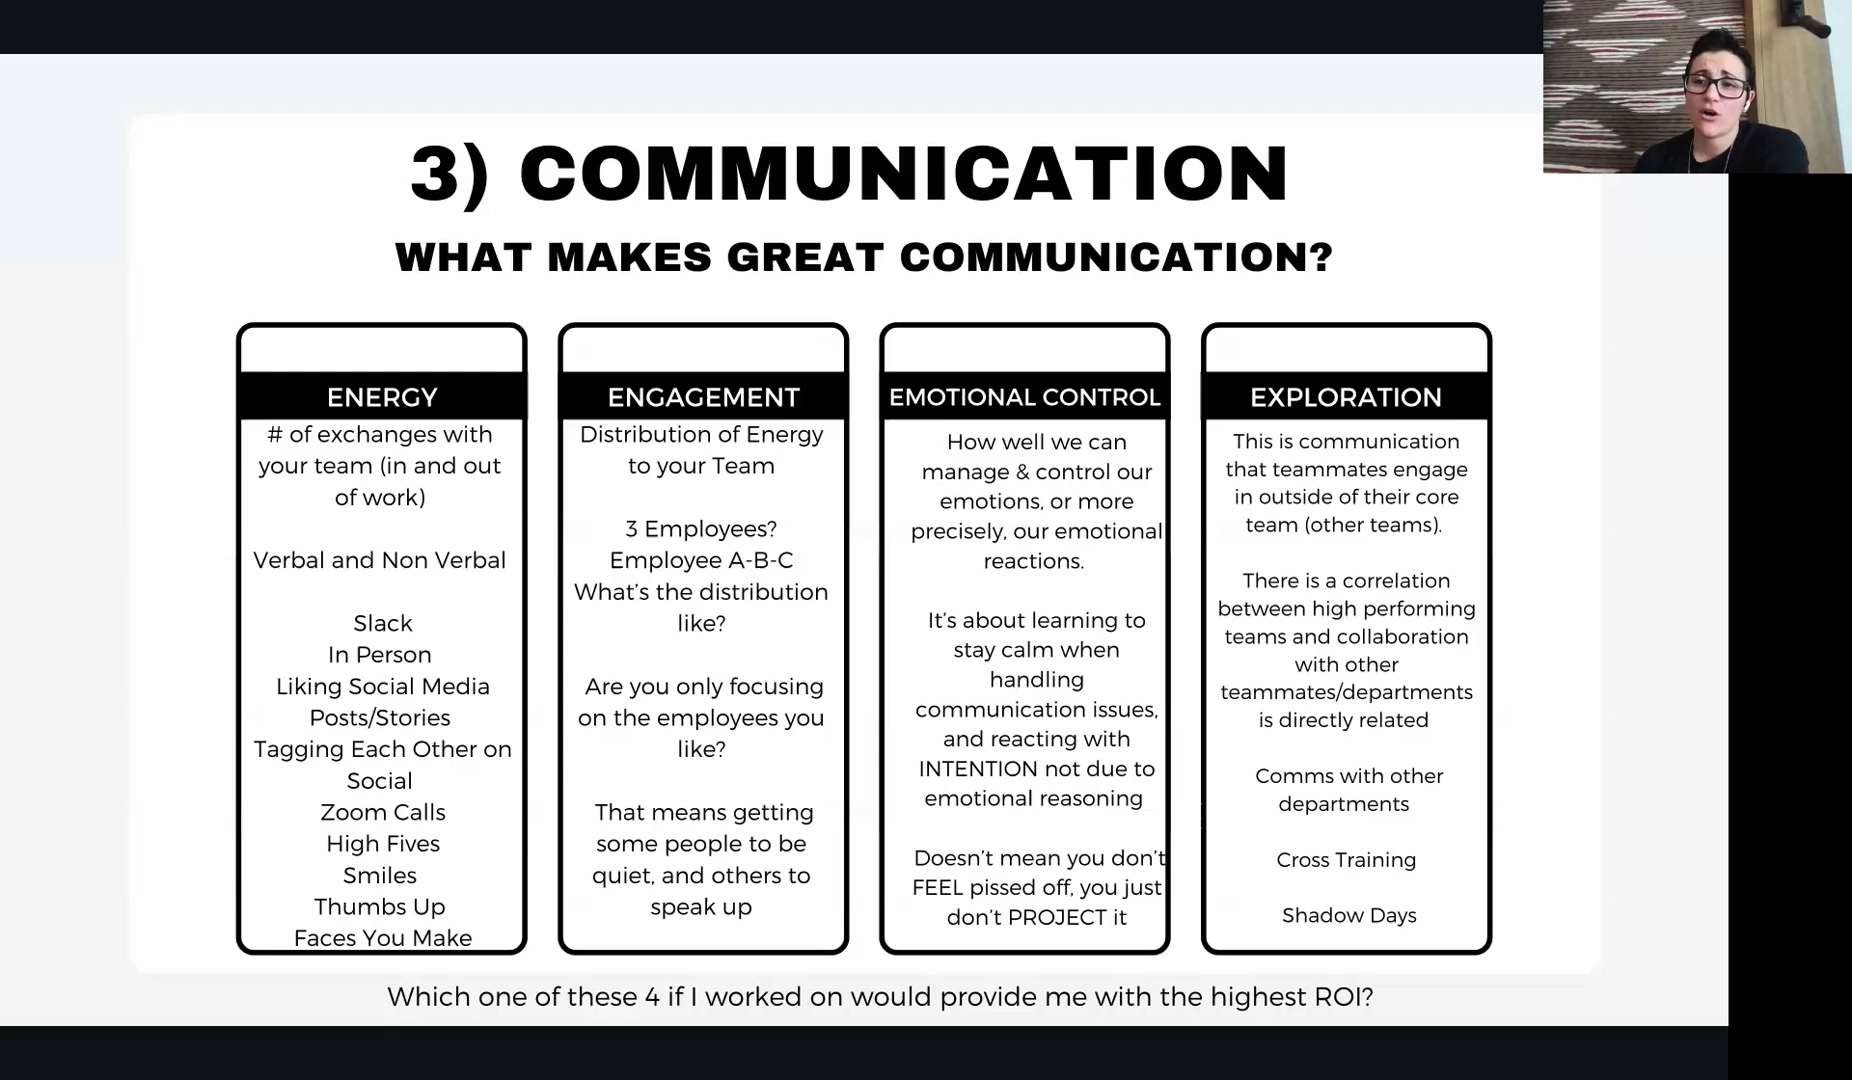 3) COMMUNICATION
WHAT MAKES GREAT COMMUNICATION?
ENERGY
# of exchanges with
your team (in and out
of work)
Verbal and Non Verbal
Slack
In Person
Liking Social Media
Posts/Stories
Tagging Each Other on
Social
Zoom Calls
High Fives
Smiles
Thumbs Up
Faces You Make
ENGAGEMENT
Distribution of Energy
to your Team
3 Employees?
Employee A-B-C
What's the distribution
like?
Are you only focusing
on the employees you
like?
That means getting
some people to be
quiet, and others to
speak up
EMOTIONAL CONTROL
How well we can
manage & control our
emotions, or more
precisely, our emotional
reactions.
It's about learning to
stay calm when
handling
communication issues,
and reacting with
INTENTION not due to
emotional reasoning
Doesn't mean you don't
FEEL pissed off, you just
don't PROJECT it
EXPLORATION
This is communication
that teammates engage
in outside of their core
team (other teams).
There is a correlation
between high performing
teams and collaboration
with other
teammates/departments
is directly related
Comms with other
departments
Cross Training
Shadow Days
Which one of these 4 if I worked on would provide me with the highest ROI?